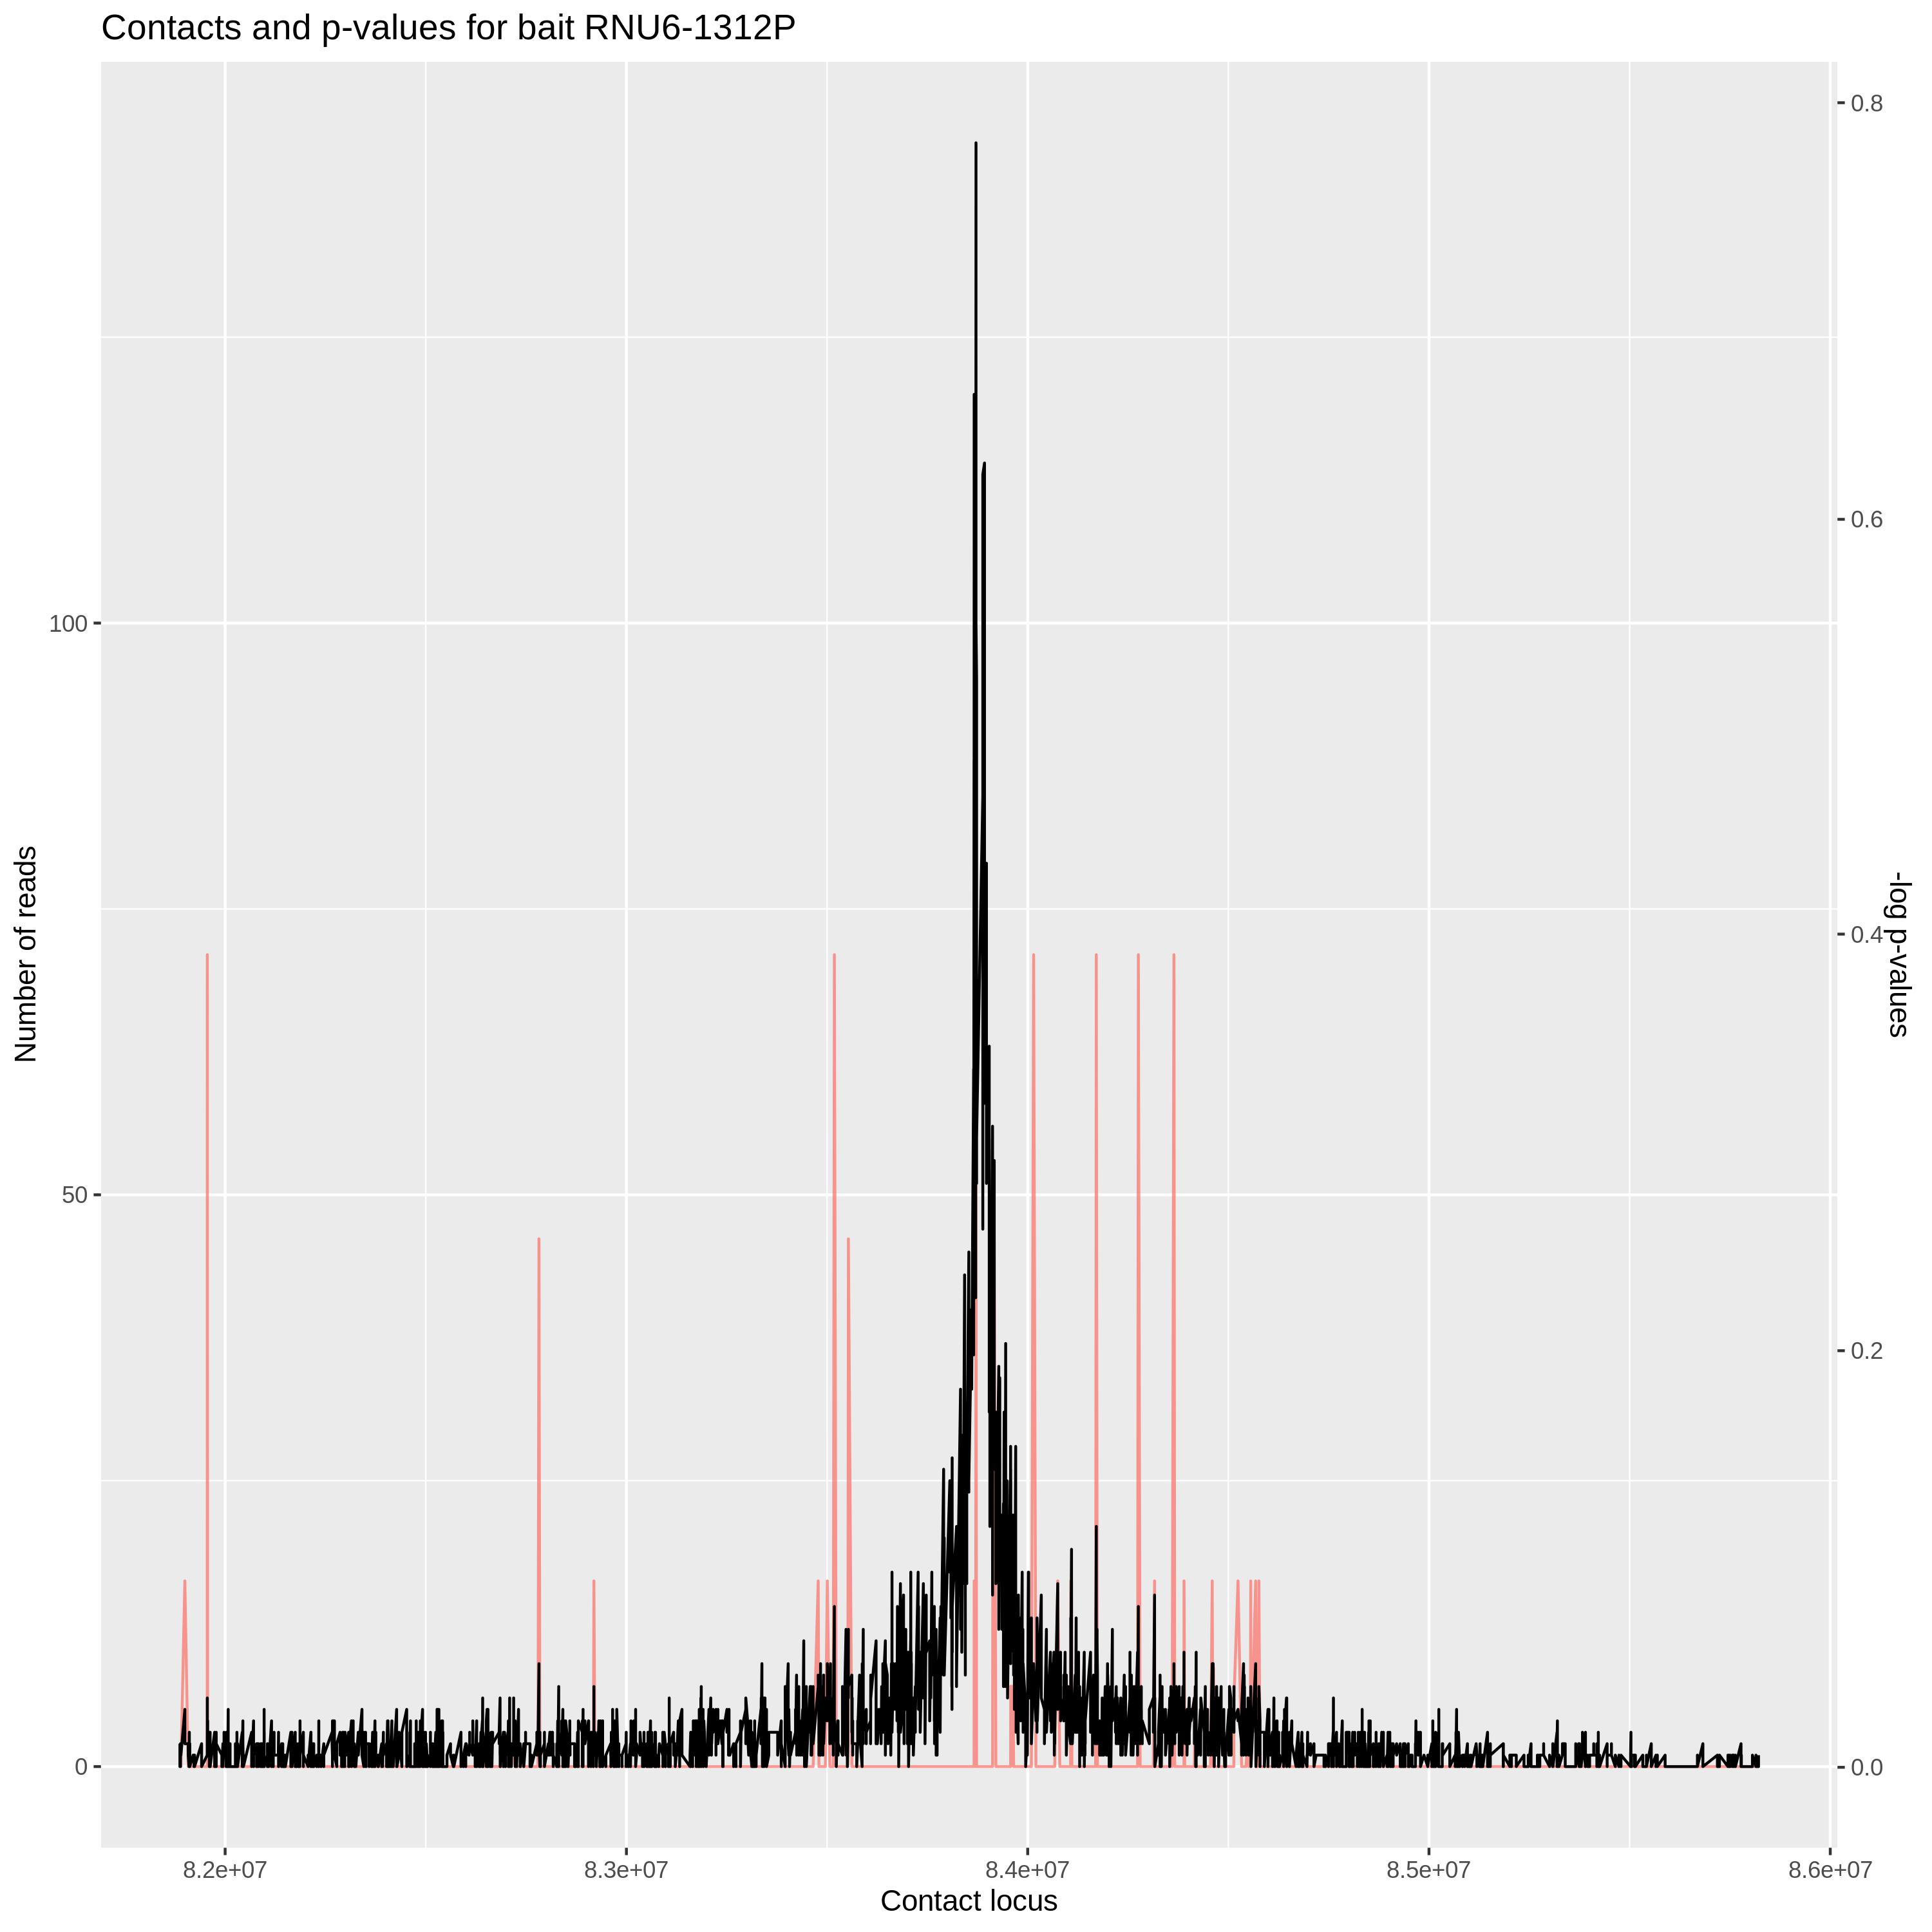 Contacts and p-values for bait RNU6-1312P
Number of reads
100
50
0
0.8
0.6
0.4
0.2
0.0
-log p-values
8.2e+07 8.3e+07 8.4e+07 8.5e+07 8.6e+07
Contact locus